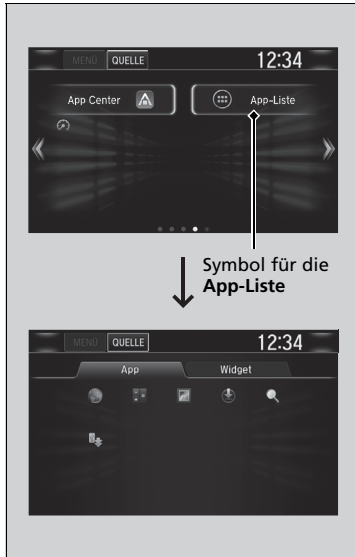 MENÜ QUELLE 12:34
App Center App-Liste
Symbol für die
App-Liste
MENÜ QUELLE 12:34
App Widget